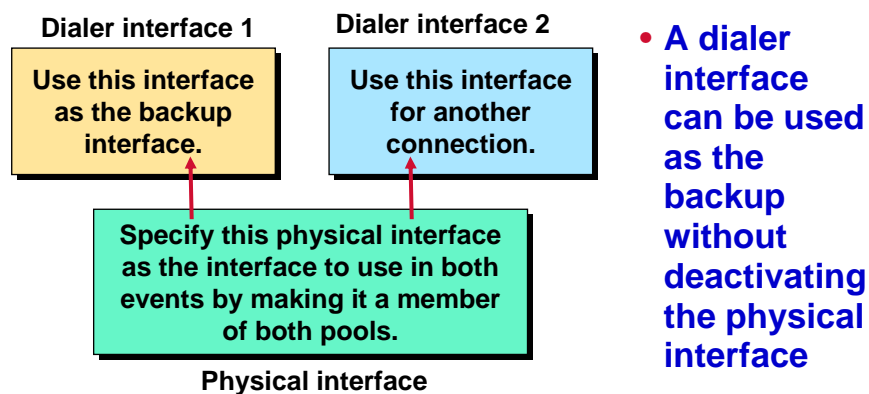 Dialer interface 1
Use this interface
as the backup
interface.
Dialer interface 2
Use this interface
for another
connection.
Specify this physical interface
as the interface to use in both
events by making it a member
of both pools.
Physical interface
• A dialer
interface
can be used
as the
backup
without
deactivating
the physical
interface